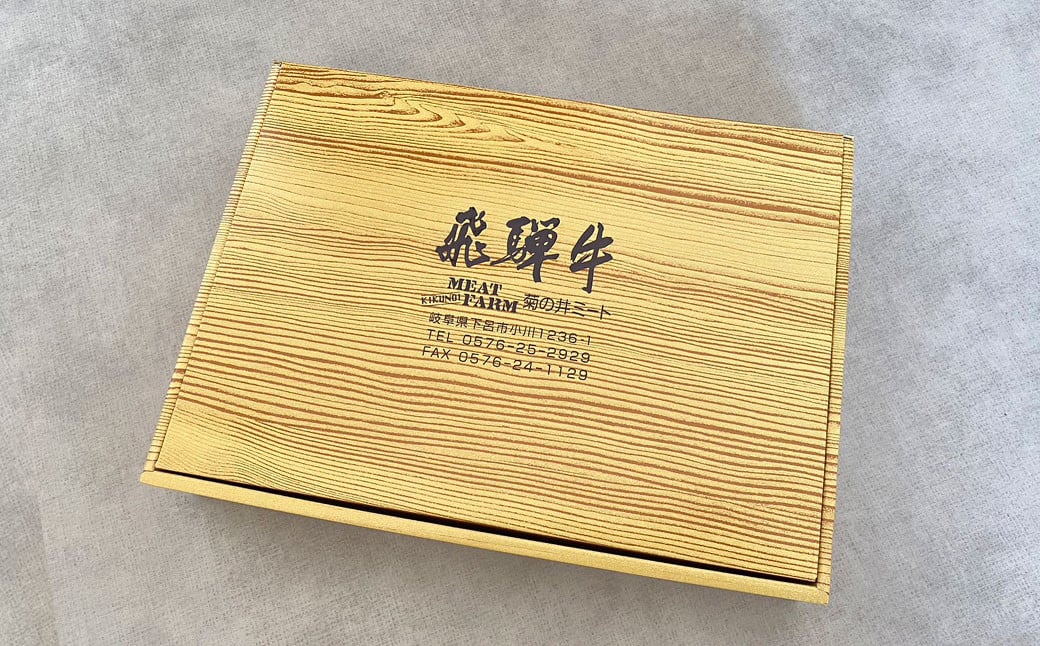 飛騨牛
KIKUNOI MEAT FARM 菊の井ミート
岐阜県下呂市小川1236-1
TEL 0576-25-2929
FAX 0576-24-1129